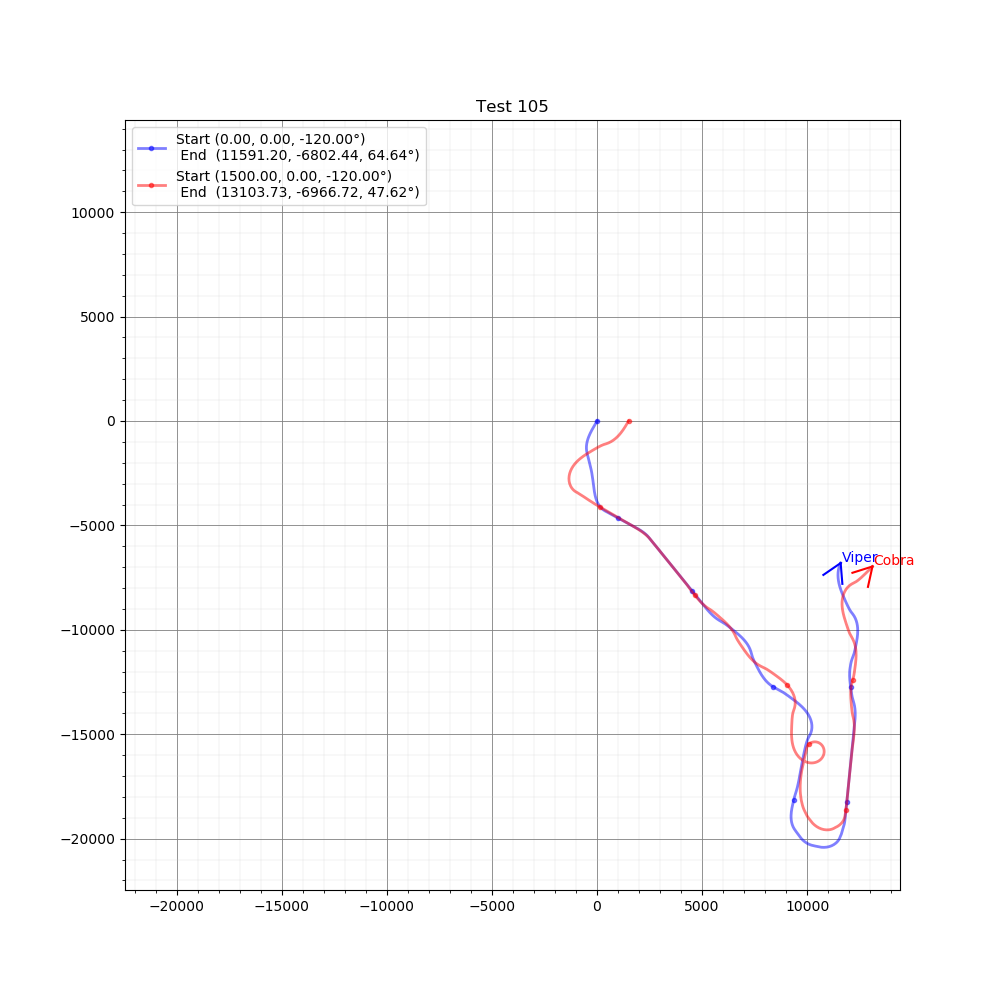 Test 105
Start (0.00, 0.00, -120.00°)
End  (11591.20, -6802.44, 64.64°)
Start (1500.00, 0.00, -120.00°)
End  (13103.73, -6966.72, 47.62°)
10000
5000
0
−5000
−10000
−15000
−20000
Viper
Cobra
−20000 −15000 −10000 −5000 0 5000 10000